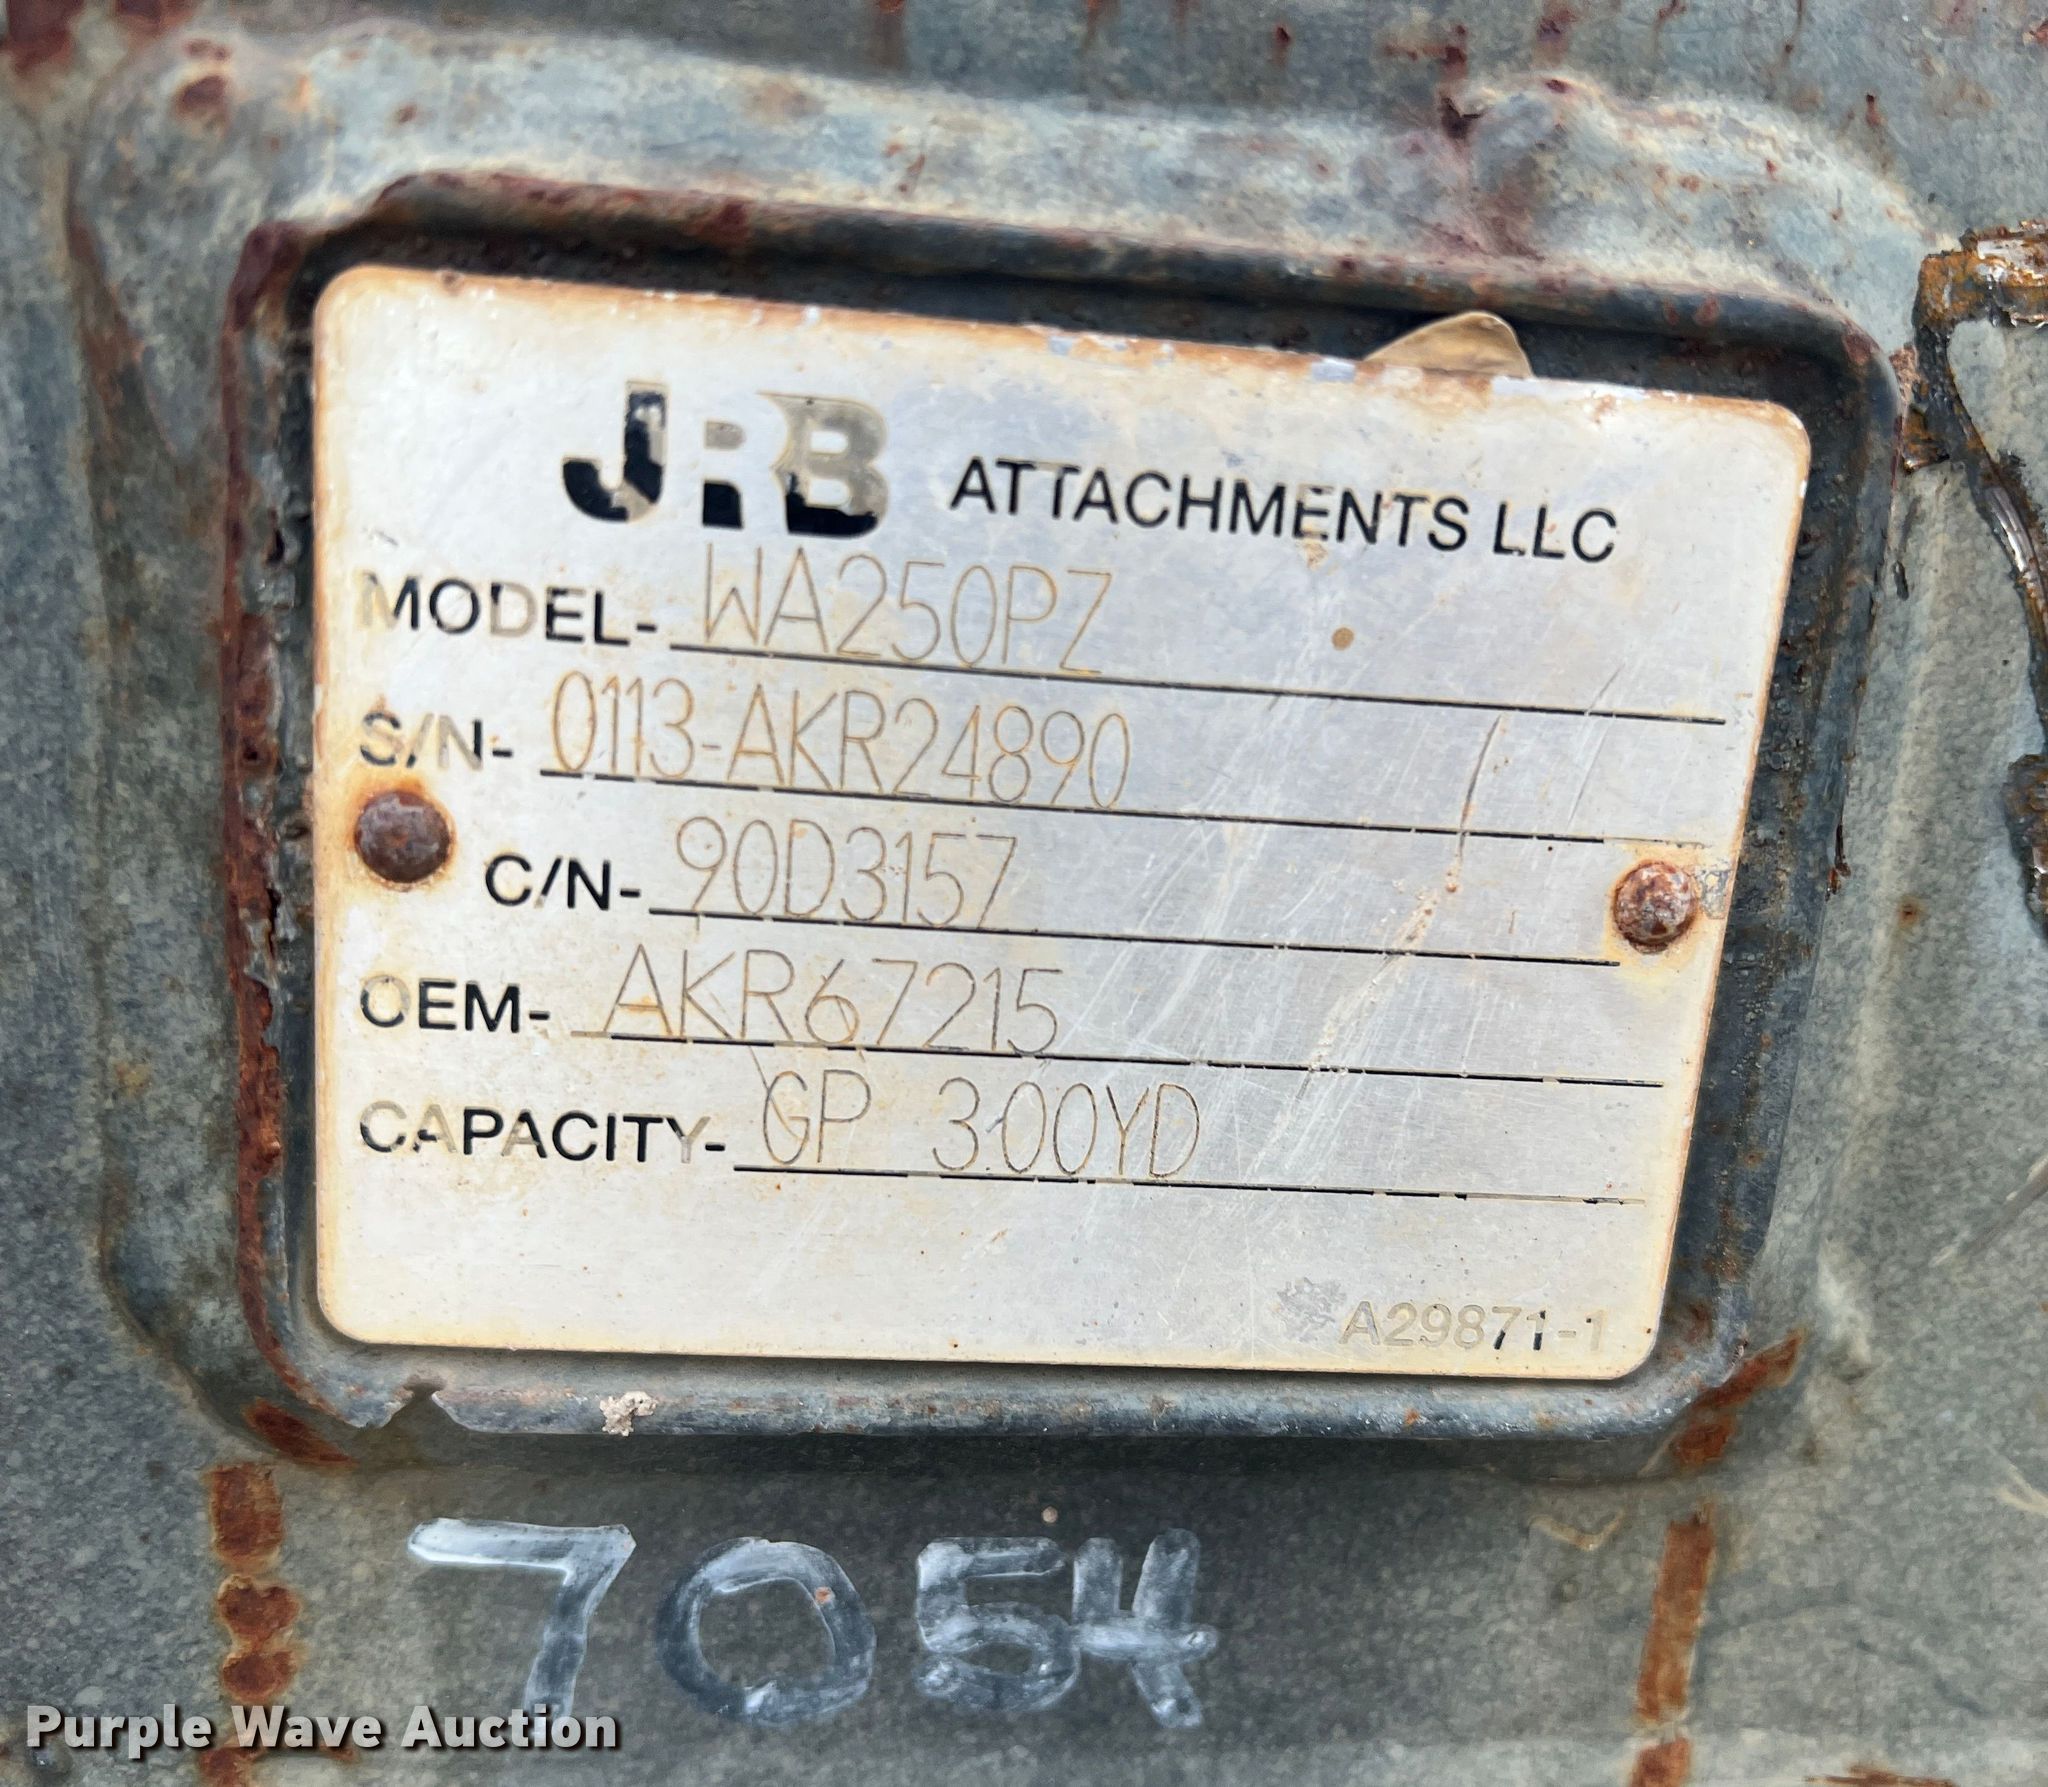 JRB ATTACHMENTS LLC
MODEL- WA250PZ
S/N- 0113-AKR24890
C/N- 90D3157
OEM- AKR67215
CAPACITY- GP 3.00YD
A29871-1
7054
Purple Wave Auction